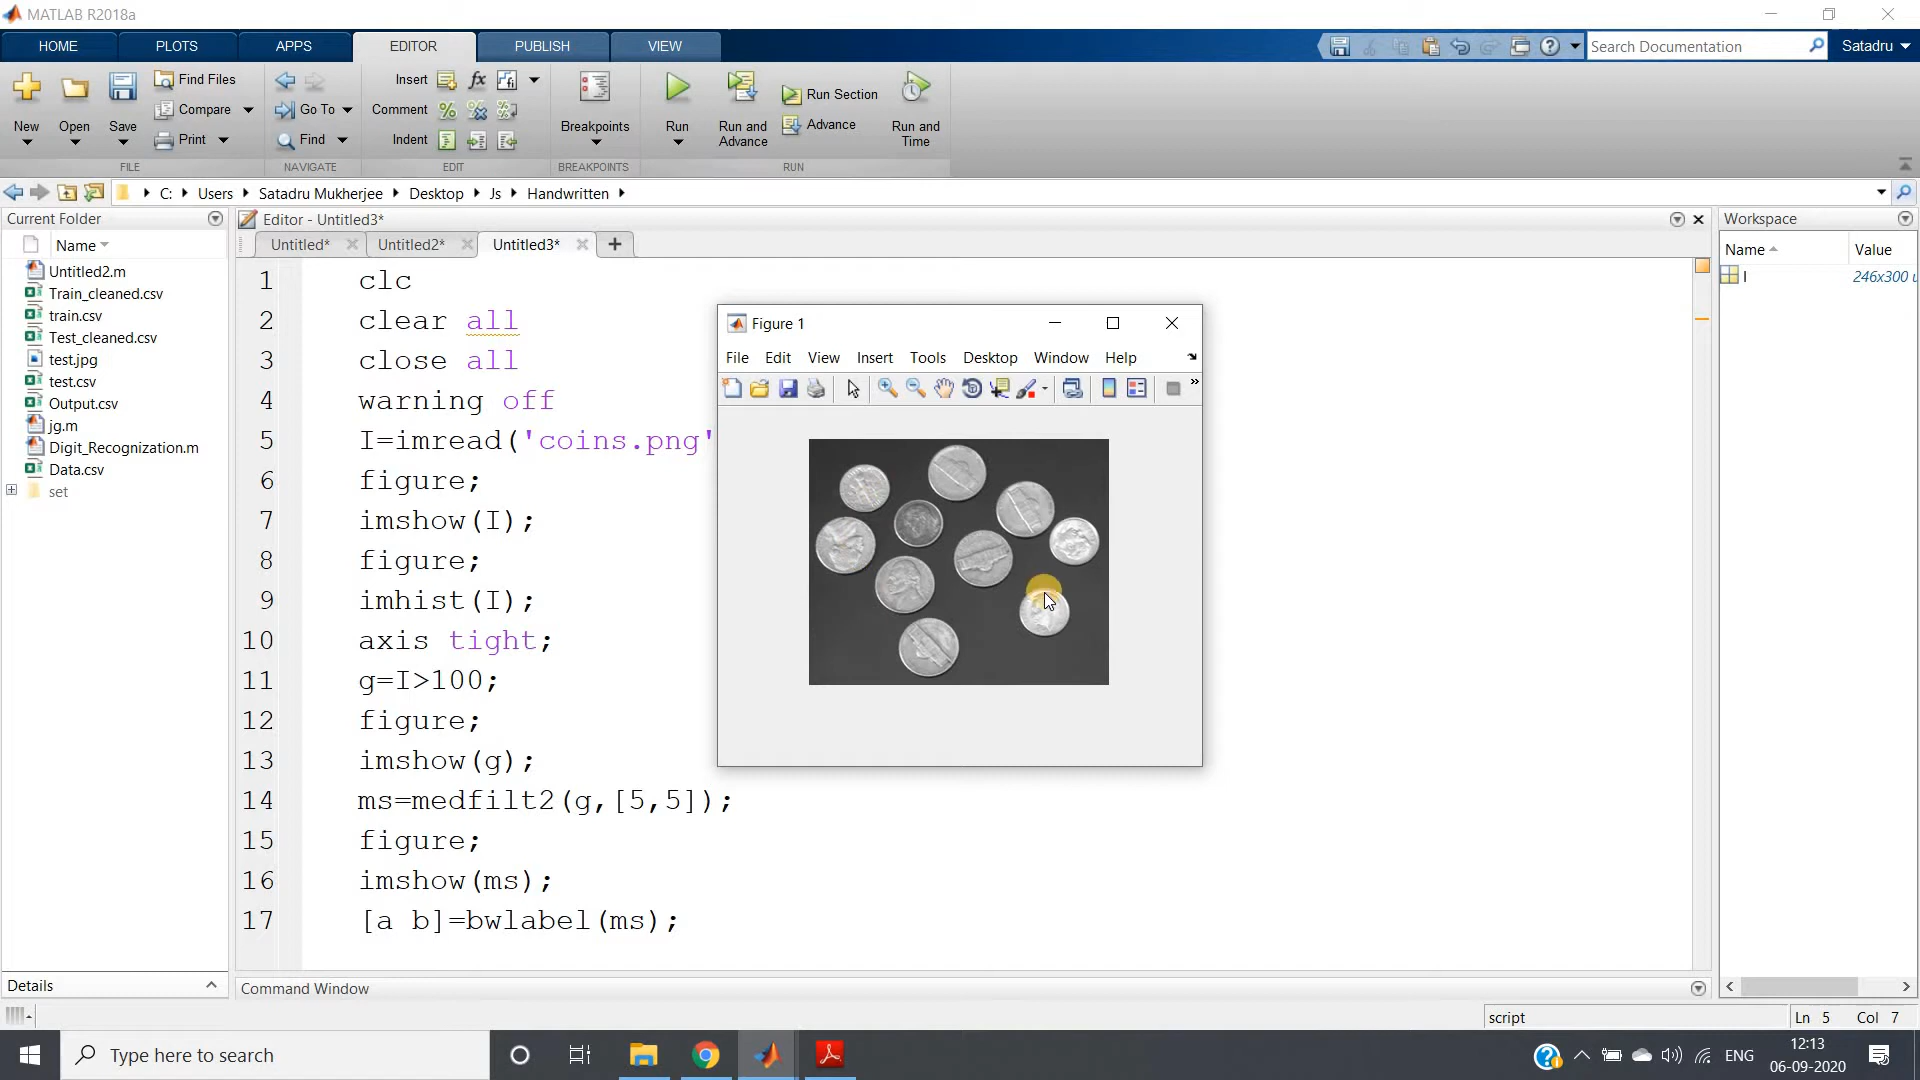 MATLAB R2018a
HOME PLOTS APPS EDITOR PUBLISH VIEW
Search Documentation
Satadru
New Open Save
Find Files
Compare
Print
FILE
Go To
Find
NAVIGATE
Insert
Comment
Indent
EDIT
Breakpoints
BREAKPOINTS
Run
Run and
Advance
Run Section
Advance
Run and
Time
RUN
C: Users Satadru Mukherjee Desktop Js Handwritten
Current Folder
Name
Untitled2.m
Train_cleaned.csv
train.csv
Test_cleaned.csv
test.jpg
test.csv
Output.csv
jg.m
Digit_Recognization.m
Data.csv
set
Details
Editor - Untitled3*
Untitled* Untitled2* Untitled3*
1 clc
2 clear all
3 close all
4 warning off
5 I=imread('coins.png'
6 figure;
7 imshow(I);
8 figure;
9 imhist(I);
10 axis tight;
11 g=I>100;
12 figure;
13 imshow(g);
14 ms=medfilt2(g,[5,5]);
15 figure;
16 imshow(ms);
17 [a b]=bwlabel(ms);
Figure 1
File Edit View Insert Tools Desktop Window Help
Command Window
Workspace
Name Value
I 246x300 u
script
Ln 5 Col 7
Type here to search
ENG
12:13
06-09-2020